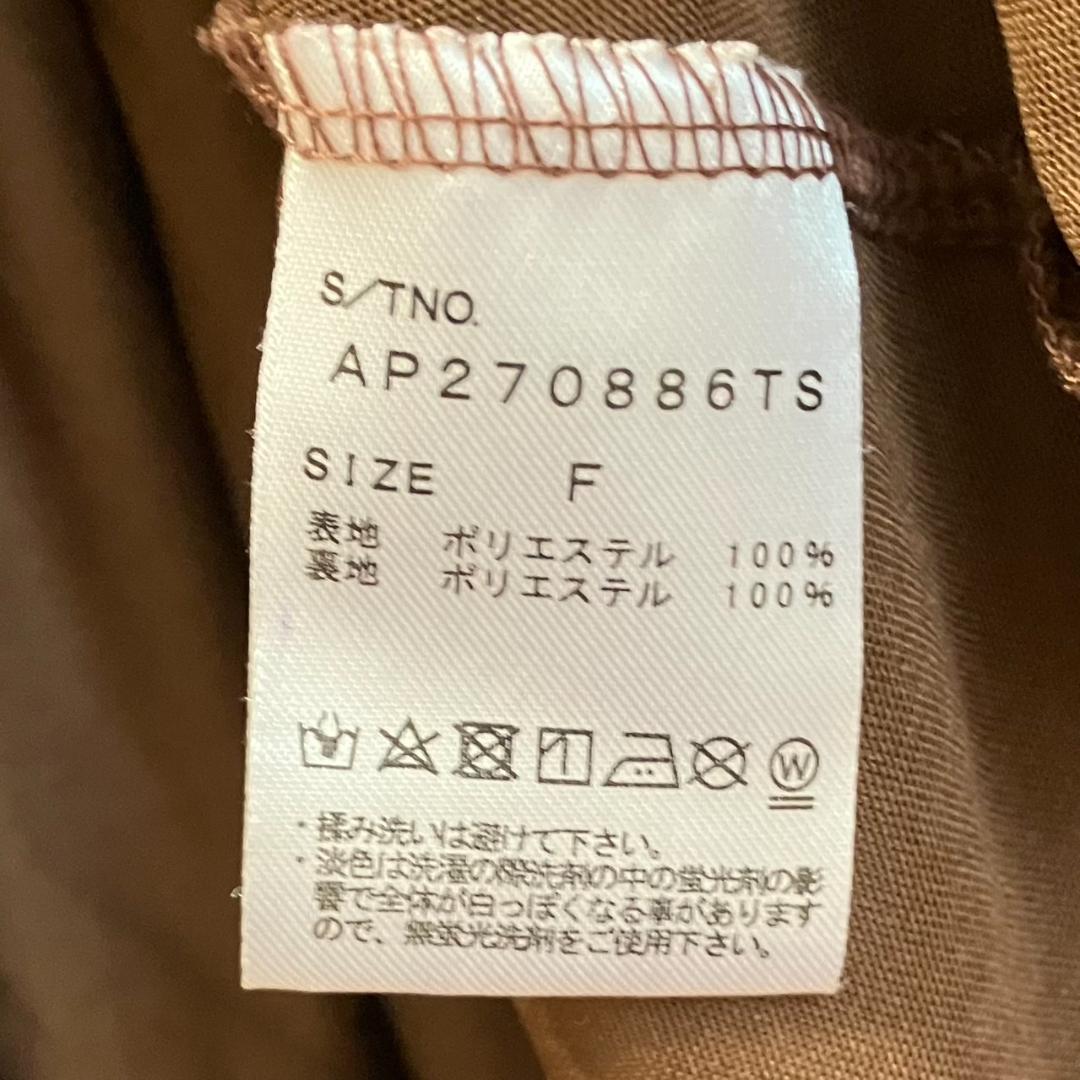 S/TNO.
AP270886TS
SIZE F
表地 ポリエステル 100%
裏地 ポリエステル 100%
W
・揉み洗いは避けて下さい。
・淡色は洗濯の際洗剤の中の蛍光剤の影
響で全体が白っぽくなる事があります
ので、無蛍光洗剤をご使用下さい。